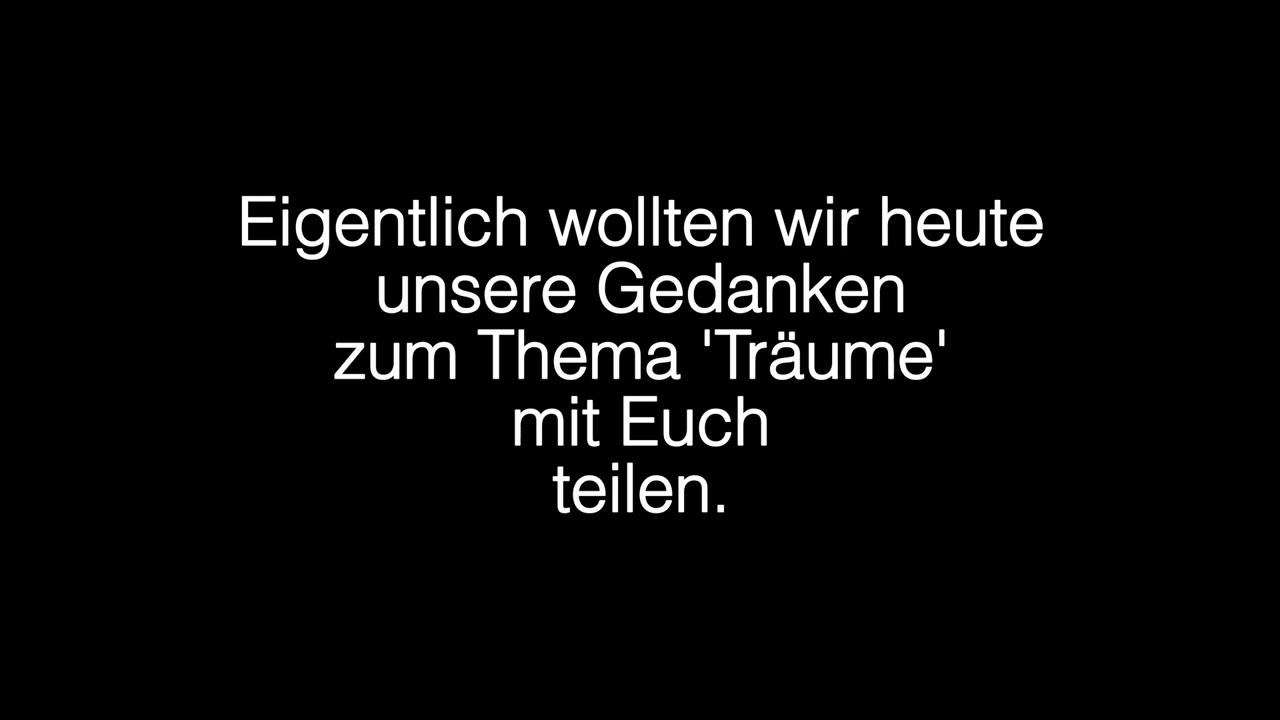 Eigentlich wollten wir heute
unsere Gedanken
zum Thema 'Träume'
mit Euch
teilen.